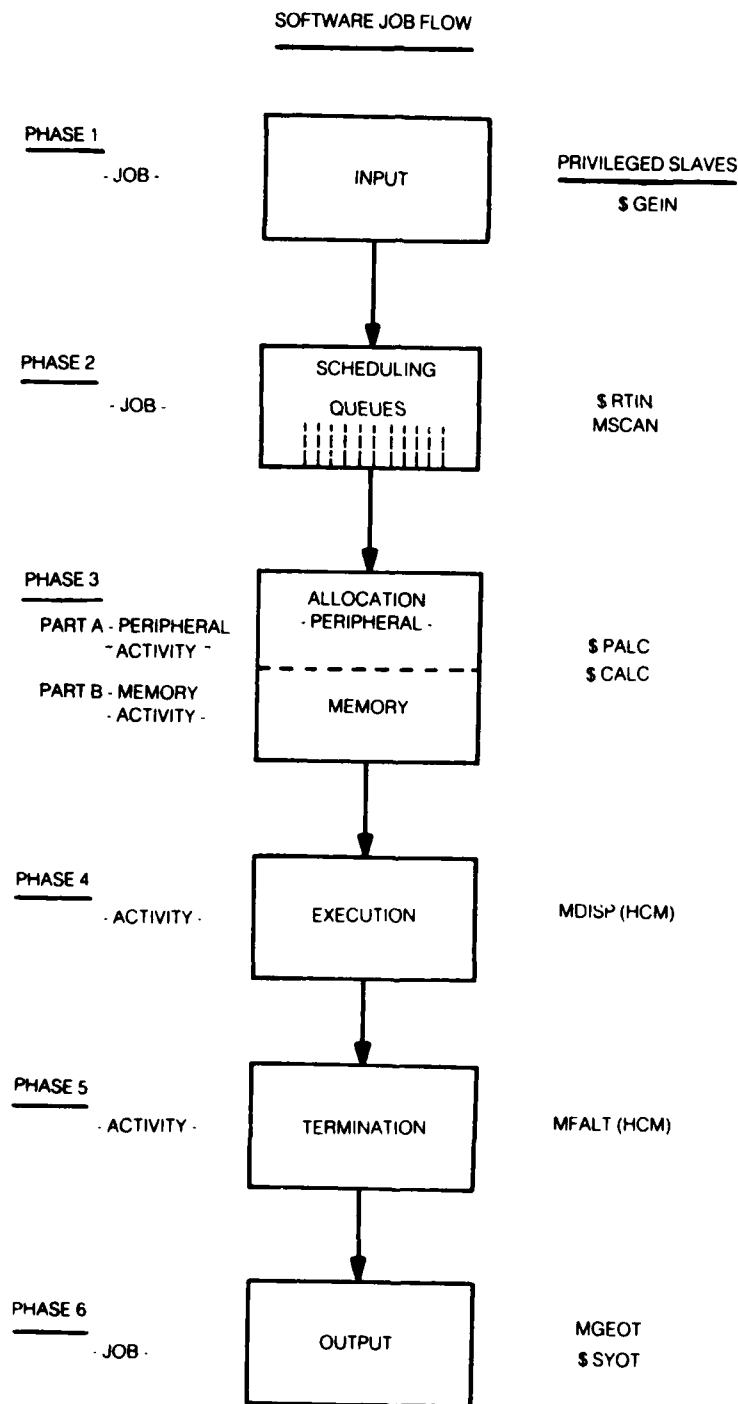 SOFTWARE JOB FLOW
PHASE 1
- JOB -
INPUT
PRIVILEGED SLAVES
$ GEIN
PHASE 2
- JOB -
SCHEDULING
QUEUES
$ RTIN
MSCAN
PHASE 3
PART A - PERIPHERAL
- ACTIVITY -
PART B - MEMORY
- ACTIVITY -
ALLOCATION
- PERIPHERAL -
MEMORY
$ PALC
$ CALC
PHASE 4
- ACTIVITY -
EXECUTION
MDISP (HCM)
PHASE 5
- ACTIVITY -
TERMINATION
MFALT (HCM)
PHASE 6
- JOB -
OUTPUT
MGEOT
$ SYOT